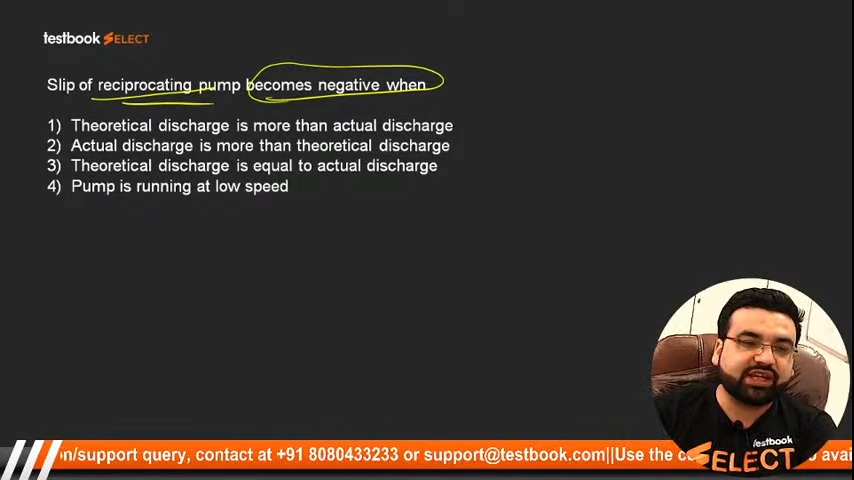 testbook SELECT
Slip of reciprocating pump becomes negative when
1) Theoretical discharge is more than actual discharge
2) Actual discharge is more than theoretical discharge
3) Theoretical discharge is equal to actual discharge
4) Pump is running at low speed
testbook
SELECT
on/support query, contact at +91 8080433233 or support@testbook.com||Use the